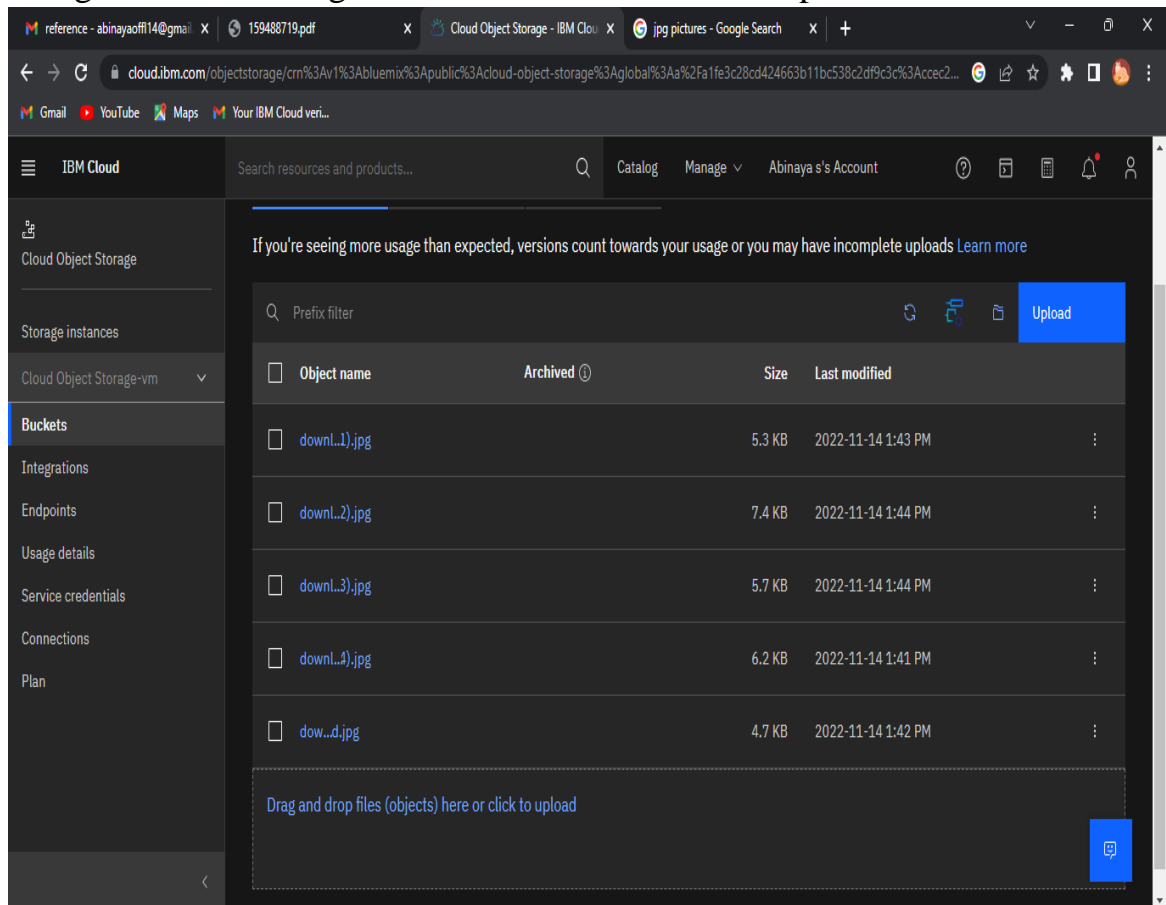 reference - abinayaoffl14@gmail X 159488719.pdf X Cloud Object Storage - IBM Clou X jpg pictures - Google Search X +
cloud.ibm.com/objectstorage/crn%3Av1%3Abluemix%3Apublic%3Acloud-object-storage%3Aglobal%3Aa%2Fa1fe3c28cd424663b11bc538c2df9c3c%3Accec2...
Gmail YouTube Maps Your IBM Cloud veri...
IBM Cloud Search resources and products... Catalog Manage Abinaya s's Account
Cloud Object Storage
If you're seeing more usage than expected, versions count towards your usage or you may have incomplete uploads Learn more
Prefix filter Upload
Storage instances
Cloud Object Storage-vm
Object name Archived Size Last modified
Buckets
downl...1).jpg 5.3 KB 2022-11-14 1:43 PM
Integrations
Endpoints
downl...2).jpg 7.4 KB 2022-11-14 1:44 PM
Usage details
Service credentials
downl...3).jpg 5.7 KB 2022-11-14 1:44 PM
Connections
downl...4).jpg 6.2 KB 2022-11-14 1:41 PM
Plan
dow...d.jpg 4.7 KB 2022-11-14 1:42 PM
Drag and drop files (objects) here or click to upload